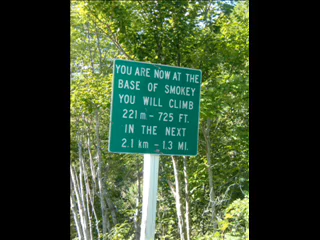 YOU ARE NOW AT THE
BASE OF SMOKEY
YOU WILL CLIMB
221 m - 725 FT.
IN THE NEXT
2.1 km - 1.3 MI.